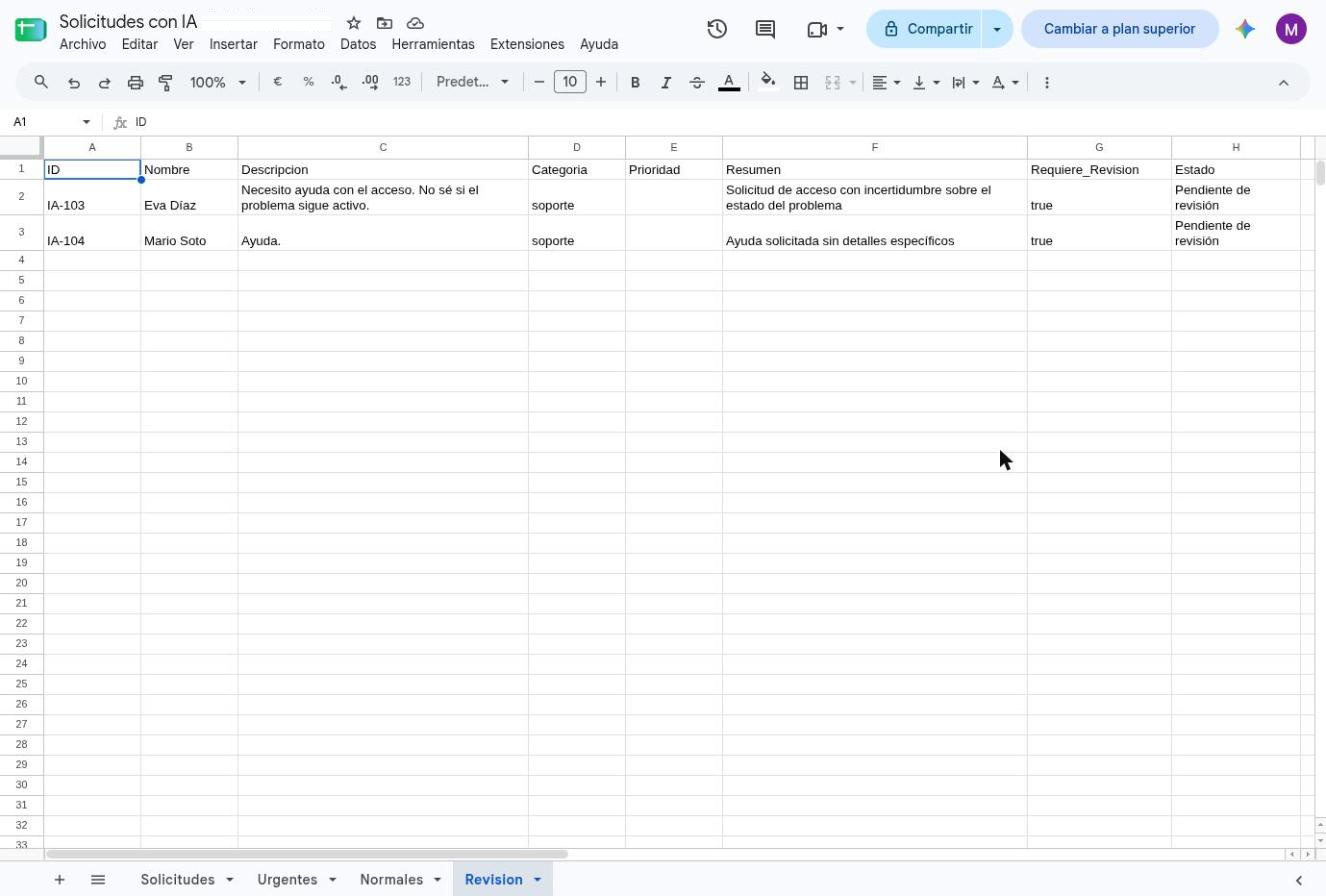 Solicitudes con IA
Archivo Editar Ver Insertar Formato Datos Herramientas Extensiones Ayuda
Compartir
Cambiar a plan superior
M
100% € % .0 .00 123 Predet... 10 B I A A
A1 fx ID
A B C D E F G H
1 ID Nombre Descripcion Categoria Prioridad Resumen Requiere_Revision Estado
2 IA-103 Eva Díaz Necesito ayuda con el acceso. No sé si el
problema sigue activo. soporte Solicitud de acceso con incertidumbre sobre el
estado del problema true Pendiente de
revisión
3 IA-104 Mario Soto Ayuda. soporte Ayuda solicitada sin detalles específicos true Pendiente de
revisión
4
5
6
7
8
9
10
11
12
13
14
15
16
17
18
19
20
21
22
23
24
25
26
27
28
29
30
31
32
33
Solicitudes Urgentes Normales Revision